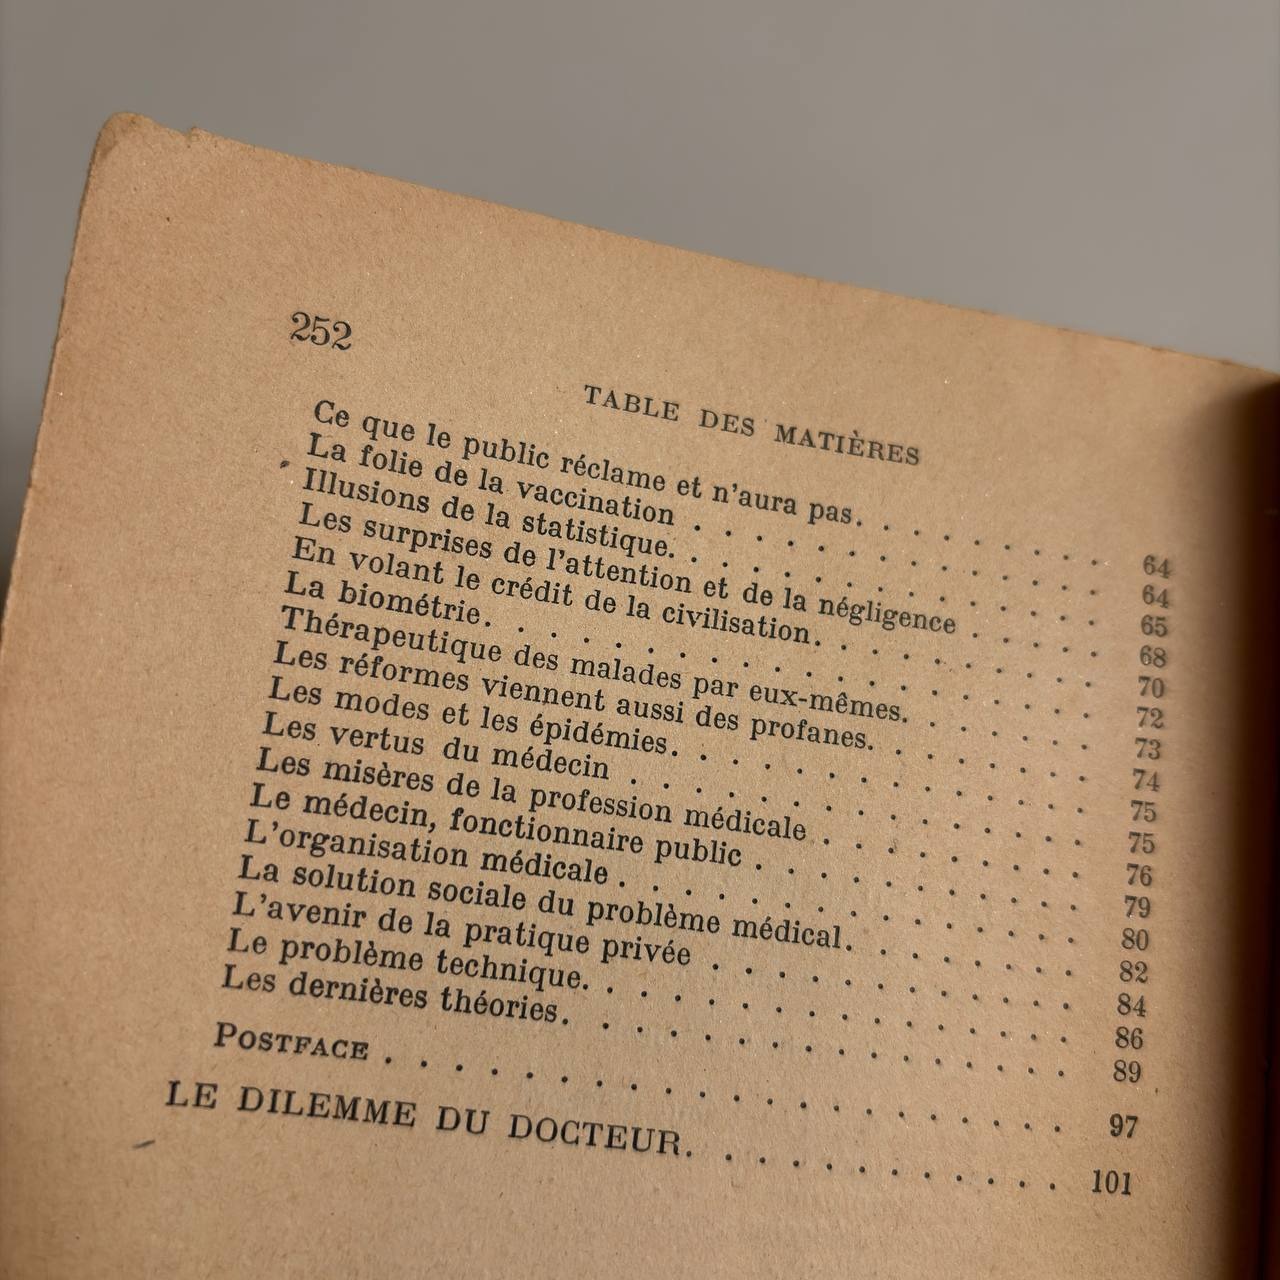 252
TABLE DES MATIÈRES
Ce que le public réclame et n'aura pas. . . . . . . . . 64
La folie de la vaccination . . . . . . . . . . . . . . 64
Illusions de la statistique. . . . . . . . . . . . . . 65
Les surprises de l'attention et de la négligence . . . . . 68
En volant le crédit de la civilisation. . . . . . . . . . 70
La biométrie. . . . . . . . . . . . . . . . . . . . 72
Thérapeutique des malades par eux-mêmes. . . . . . . 73
Les réformes viennent aussi des profanes. . . . . . . . 74
Les modes et les épidémies. . . . . . . . . . . . . . 75
Les vertus du médecin . . . . . . . . . . . . . . . 75
Les misères de la profession médicale . . . . . . . . . 76
Le médecin, fonctionnaire public . . . . . . . . . . . 79
L'organisation médicale . . . . . . . . . . . . . . . 80
La solution sociale du problème médical. . . . . . . . 82
L'avenir de la pratique privée . . . . . . . . . . . . 84
Le problème technique. . . . . . . . . . . . . . . . 86
Les dernières théories. . . . . . . . . . . . . . . . 89
POSTFACE . . . . . . . . . . . . . . . . . . . . 97
LE DILEMME DU DOCTEUR. . . . . . . . . . . . 101